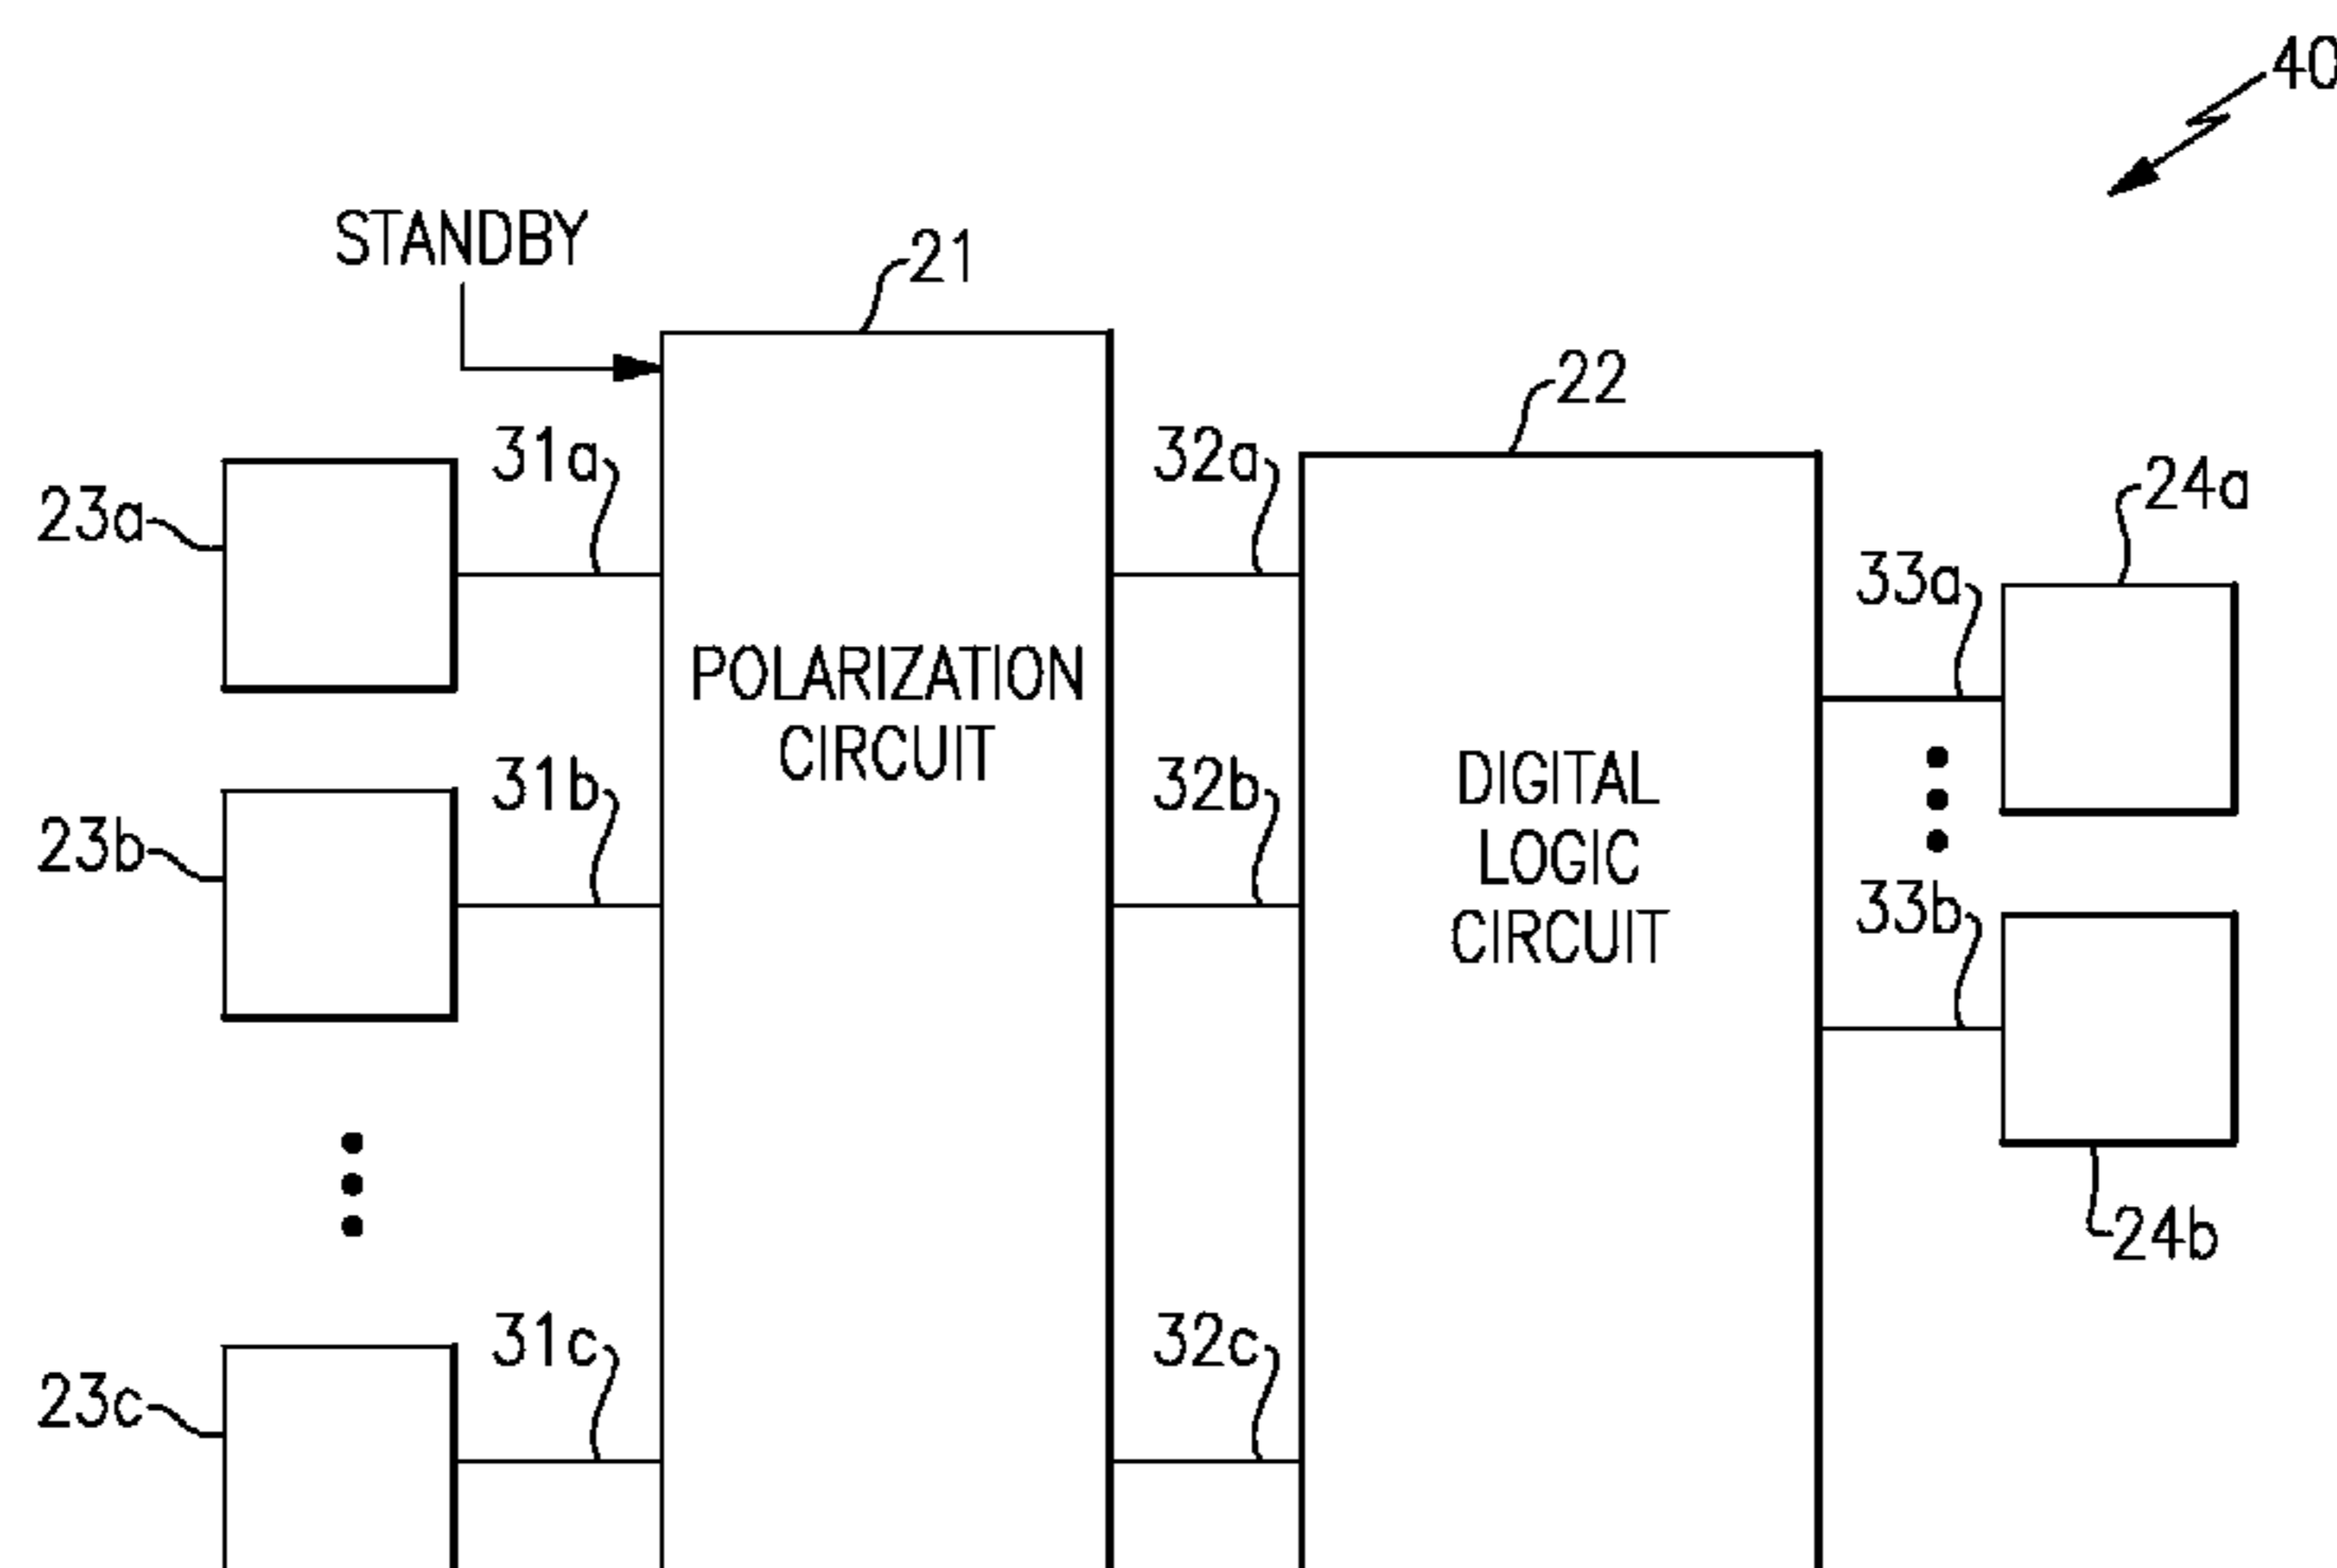 40
STANDBY
21
22
31a
32a
24a
23a
33a
POLARIZATION
CIRCUIT
31b
32b
DIGITAL
LOGIC
CIRCUIT
23b
33b
24b
31c
32c
23c